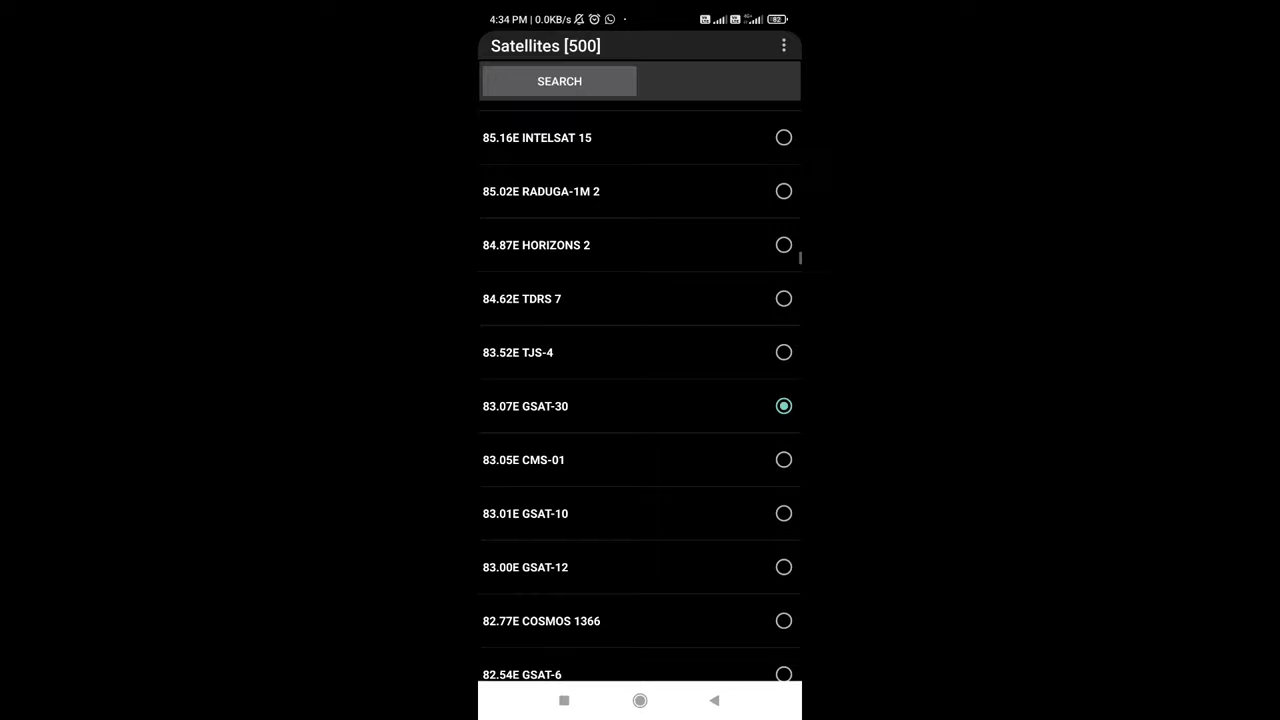 4:34 PM | 0.0KB/s
82
Satellites [500]
SEARCH
85.16E INTELSAT 15
85.02E RADUGA-1M 2
84.87E HORIZONS 2
84.62E TDRS 7
83.52E TJS-4
83.07E GSAT-30
83.05E CMS-01
83.01E GSAT-10
83.00E GSAT-12
82.77E COSMOS 1366
82.54E GSAT-6